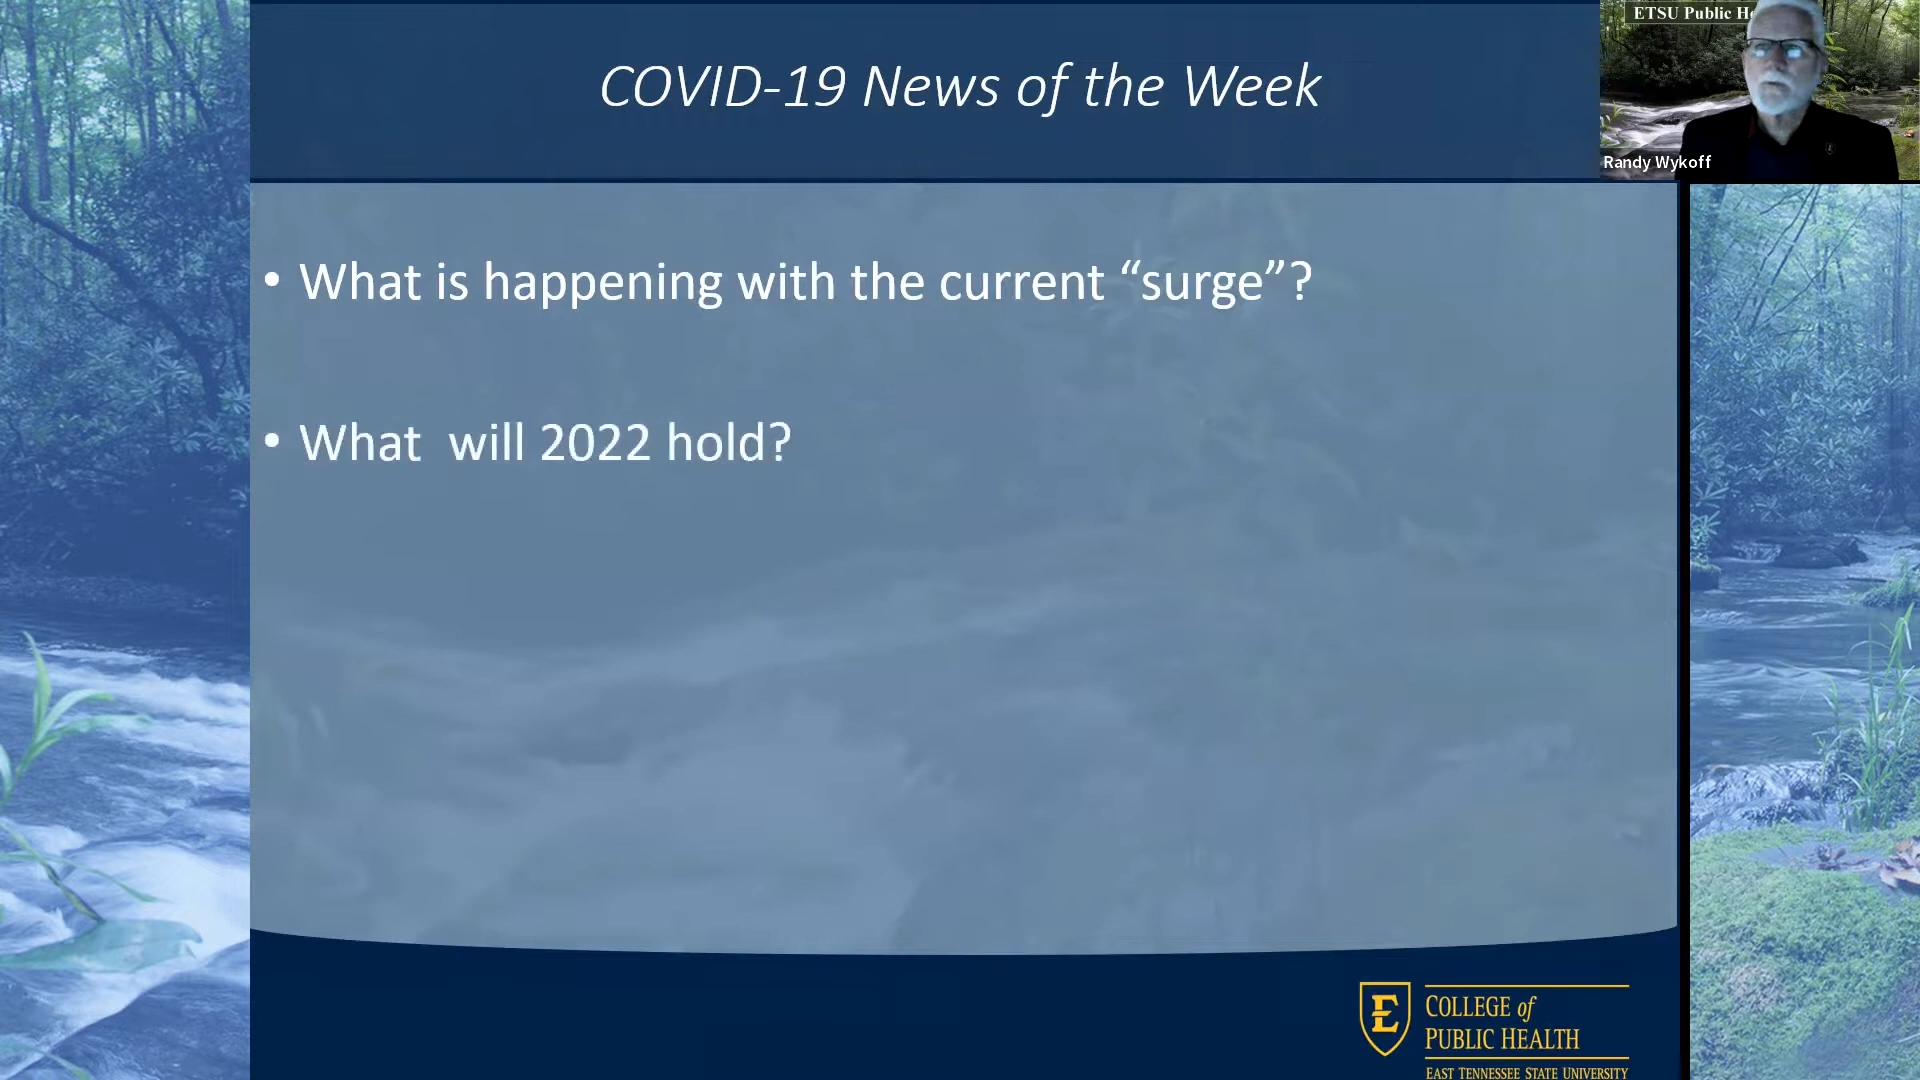 COVID-19 News of the Week
ETSU Public He
Randy Wykoff
• What is happening with the current “surge”?
• What will 2022 hold?
E
COLLEGE of
PUBLIC HEALTH
EAST TENNESSEE STATE UNIVERSITY